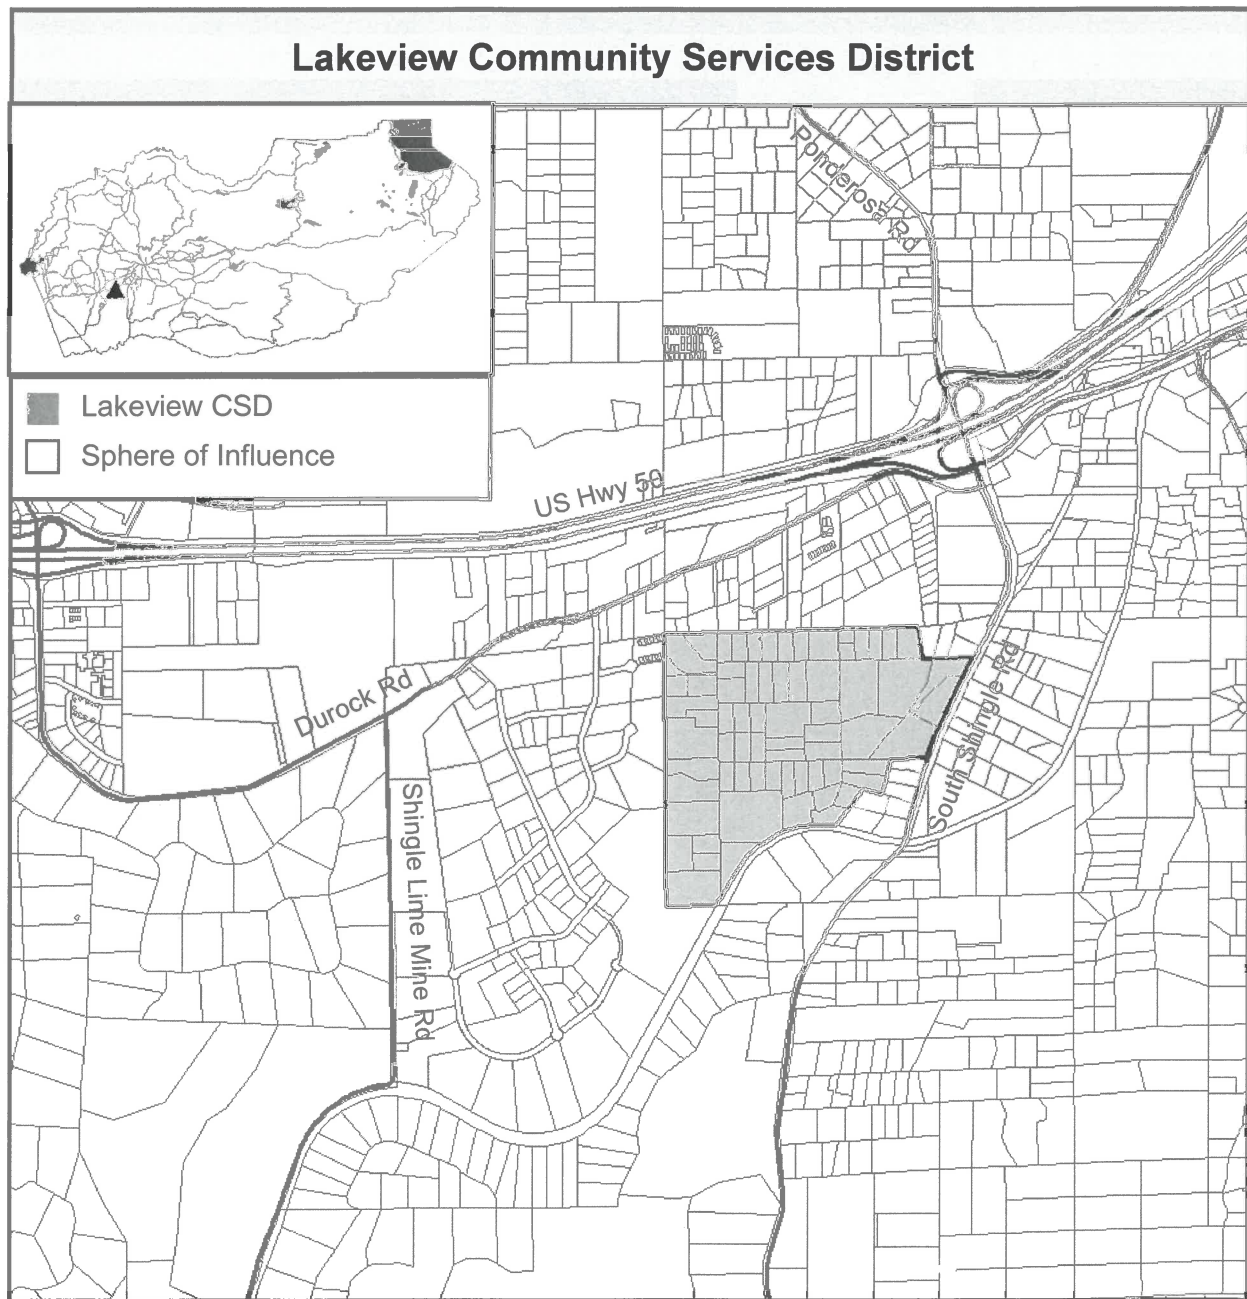 Lakeview Community Services District
Ponderosa Rd
Lakeview CSD
Sphere of Influence
US Hwy 50
Durock Rd
South Shingle Rd
Shingle Lime Mine Rd